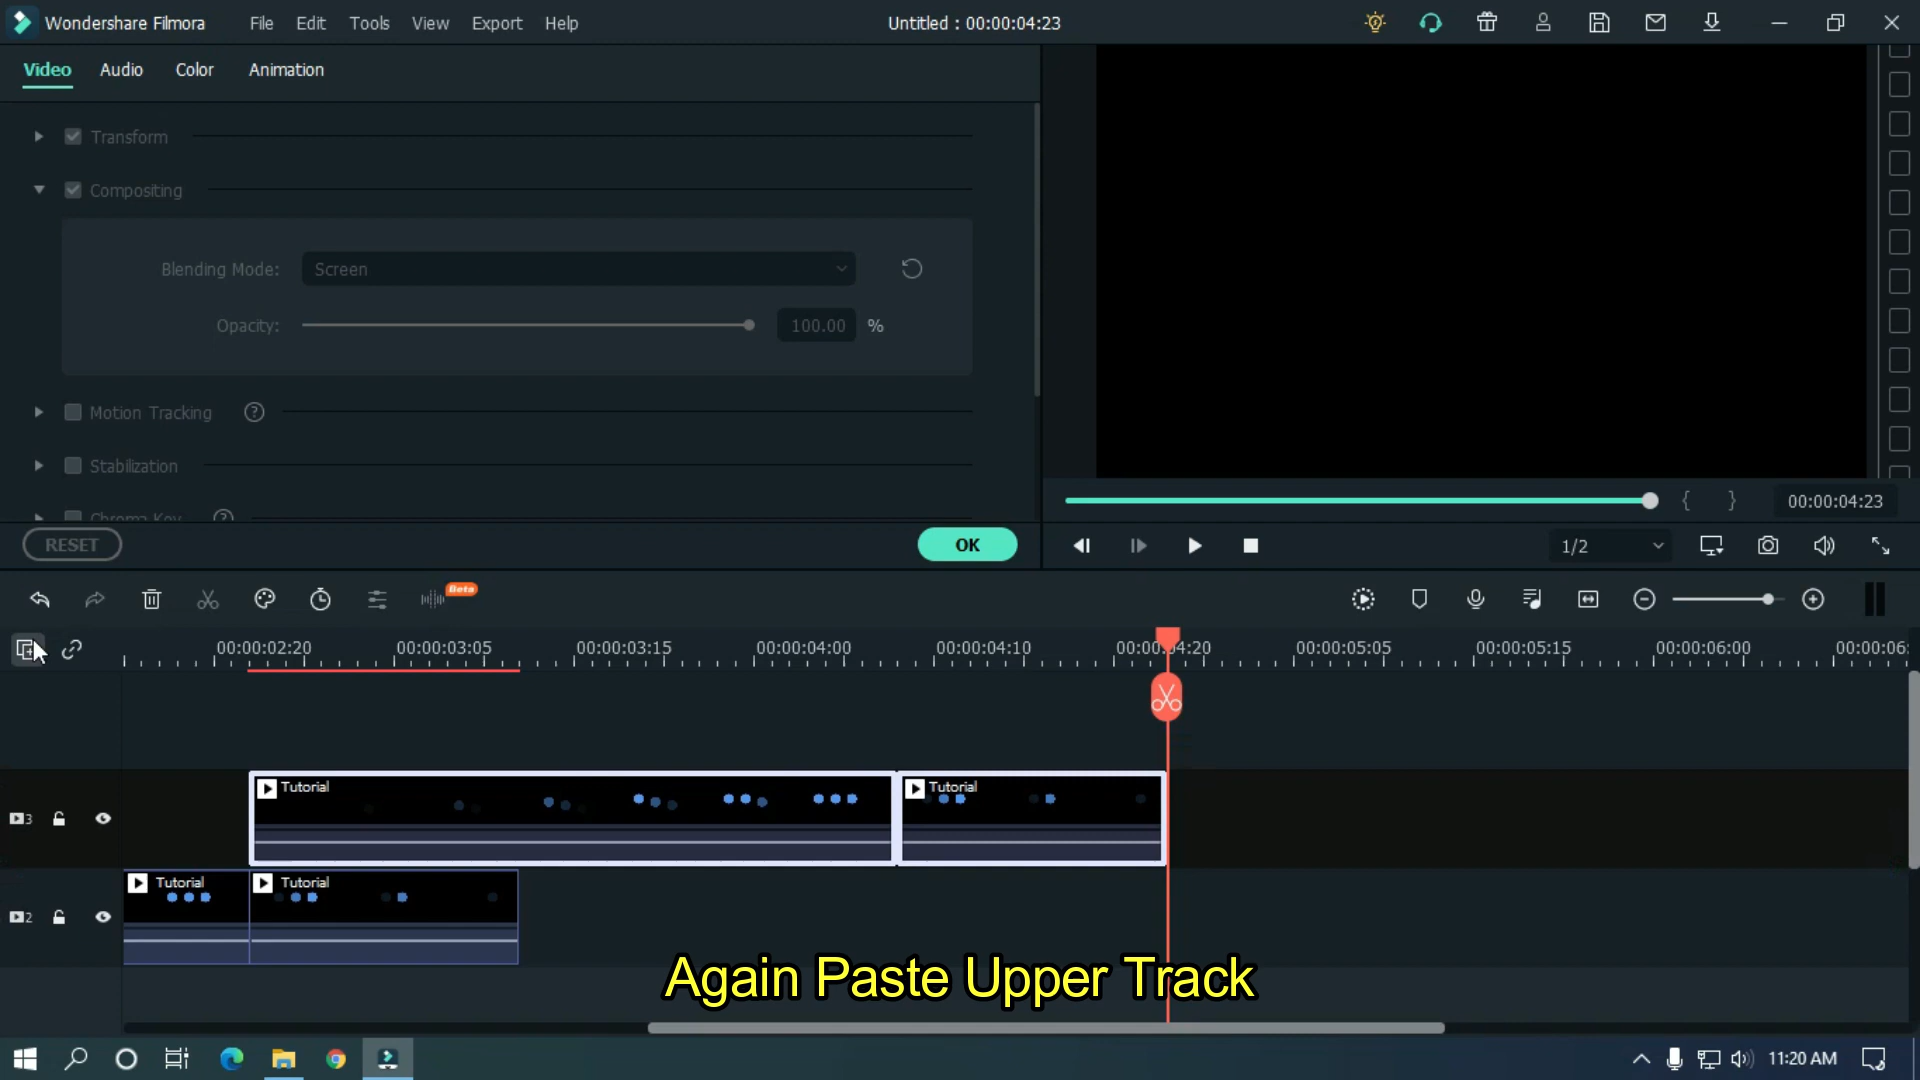 Wondershare Filmora
File Edit Tools View Export Help
Untitled : 00:00:04:23
Video Audio Color Animation
Transform
Compositing
Blending Mode: Screen
Opacity: 100.00 %
Motion Tracking
Stabilization
Chroma Key
RESET
OK
00:00:04:23
1/2
Beta
00:00:02:20 00:00:03:05 00:00:03:15 00:00:04:00 00:00:04:10 00:00:04:20 00:00:05:05 00:00:05:15 00:00:06:00 00:00:06:
3
Tutorial
Tutorial
2
Tutorial
Tutorial
Again Paste Upper Track
11:20 AM